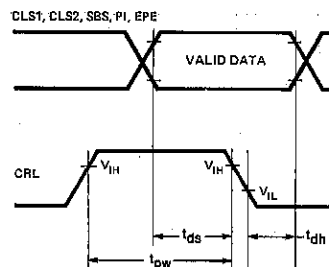 CLS1, CLS2, SBS, PI, EPE
VALID DATA
CRL
VIH
VIH
VIL
tds
tdh
tpw